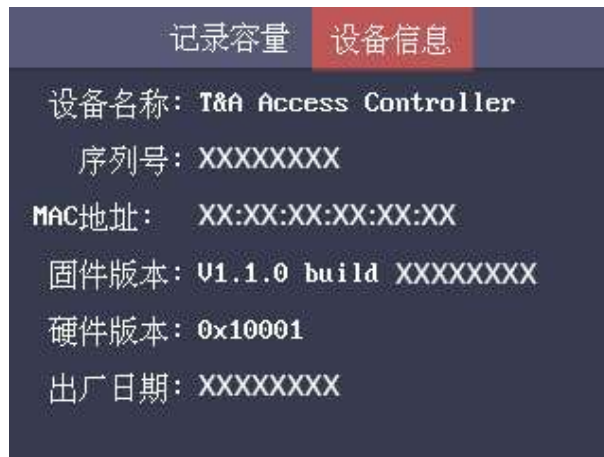 记录容量 设备信息
设备名称: T&A Access Controller
序列号: XXXXXXXX
MAC地址: XX:XX:XX:XX:XX:XX
固件版本: V1.1.0 build XXXXXXXX
硬件版本: 0x10001
出厂日期: XXXXXXXX